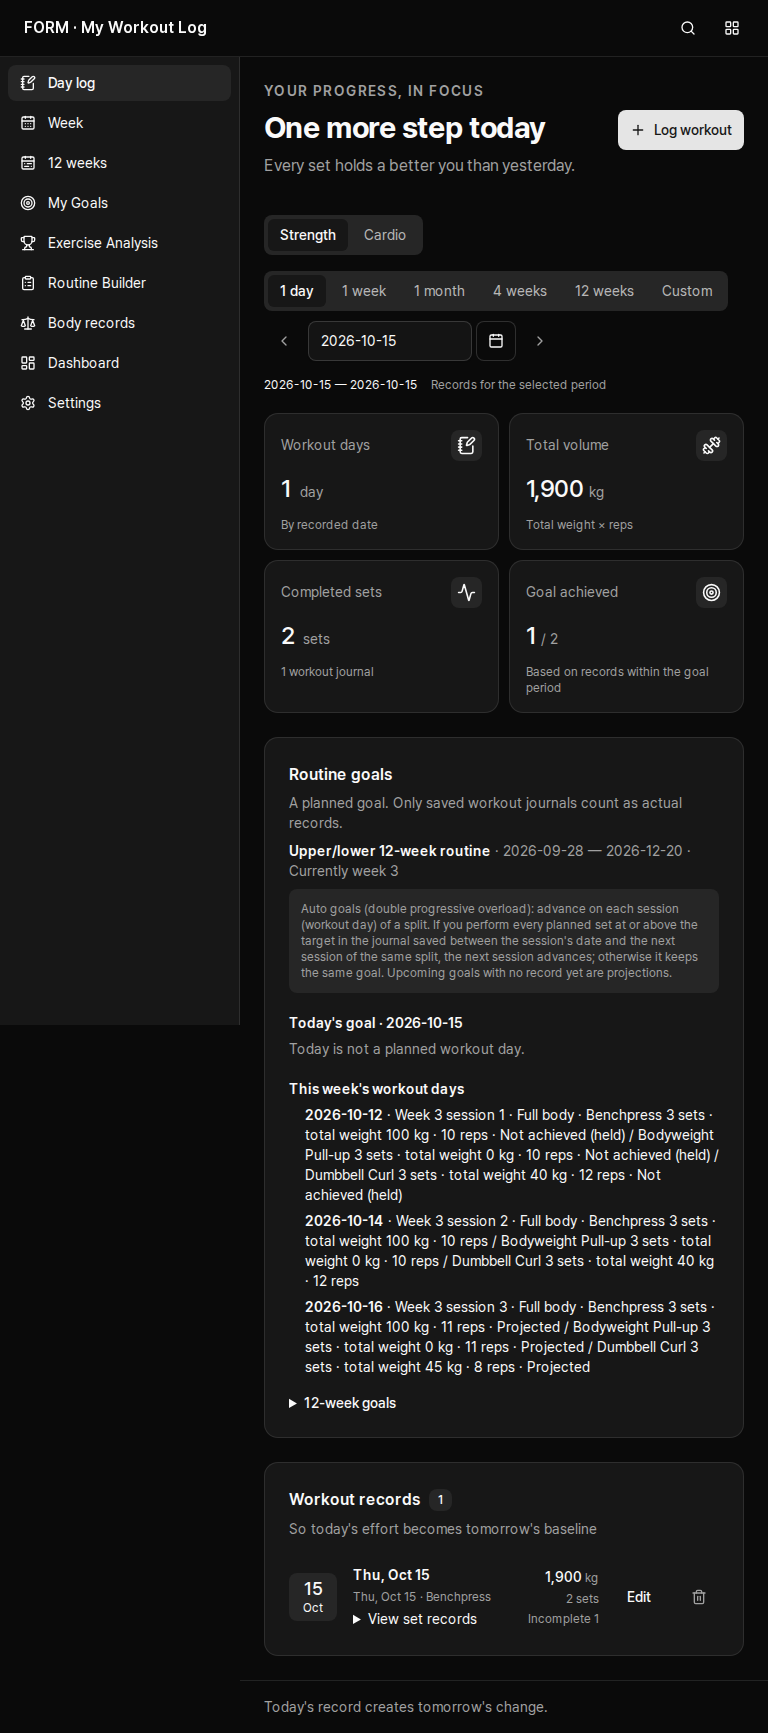 FORM · My Workout Log
Day log
Week
12 weeks
My Goals
Exercise Analysis
Routine Builder
Body records
Dashboard
Settings
YOUR PROGRESS, IN FOCUS
One more step today
Log workout
Every set holds a better you than yesterday.
Strength
Cardio
1 day
1 week
1 month
4 weeks
12 weeks
Custom
2026-10-15
2026-10-15 — 2026-10-15 Records for the selected period
Workout days
1 day
By recorded date
Total volume
1,900 kg
Total weight × reps
Completed sets
2 sets
1 workout journal
Goal achieved
1 / 2
Based on records within the goal
period
Routine goals
A planned goal. Only saved workout journals count as actual
records.
Upper/lower 12-week routine · 2026-09-28 — 2026-12-20 ·
Currently week 3
Auto goals (double progressive overload): advance on each session
(workout day) of a split. If you perform every planned set at or above the
target in the journal saved between the session's date and the next
session of the same split, the next session advances; otherwise it keeps
the same goal. Upcoming goals with no record yet are projections.
Today's goal · 2026-10-15
Today is not a planned workout day.
This week's workout days
2026-10-12 · Week 3 session 1 · Full body · Benchpress 3 sets ·
total weight 100 kg · 10 reps · Not achieved (held) / Bodyweight
Pull-up 3 sets · total weight 0 kg · 10 reps · Not achieved (held) /
Dumbbell Curl 3 sets · total weight 40 kg · 12 reps · Not
achieved (held)
2026-10-14 · Week 3 session 2 · Full body · Benchpress 3 sets ·
total weight 100 kg · 10 reps / Bodyweight Pull-up 3 sets · total
weight 0 kg · 10 reps / Dumbbell Curl 3 sets · total weight 40 kg
· 12 reps
2026-10-16 · Week 3 session 3 · Full body · Benchpress 3 sets ·
total weight 100 kg · 11 reps · Projected / Bodyweight Pull-up 3
sets · total weight 0 kg · 11 reps · Projected / Dumbbell Curl 3
sets · total weight 45 kg · 8 reps · Projected
12-week goals
Workout records 1
So today's effort becomes tomorrow's baseline
15
Oct
Thu, Oct 15
Thu, Oct 15 · Benchpress
View set records
1,900 kg
2 sets
Incomplete 1
Edit
Today's record creates tomorrow's change.